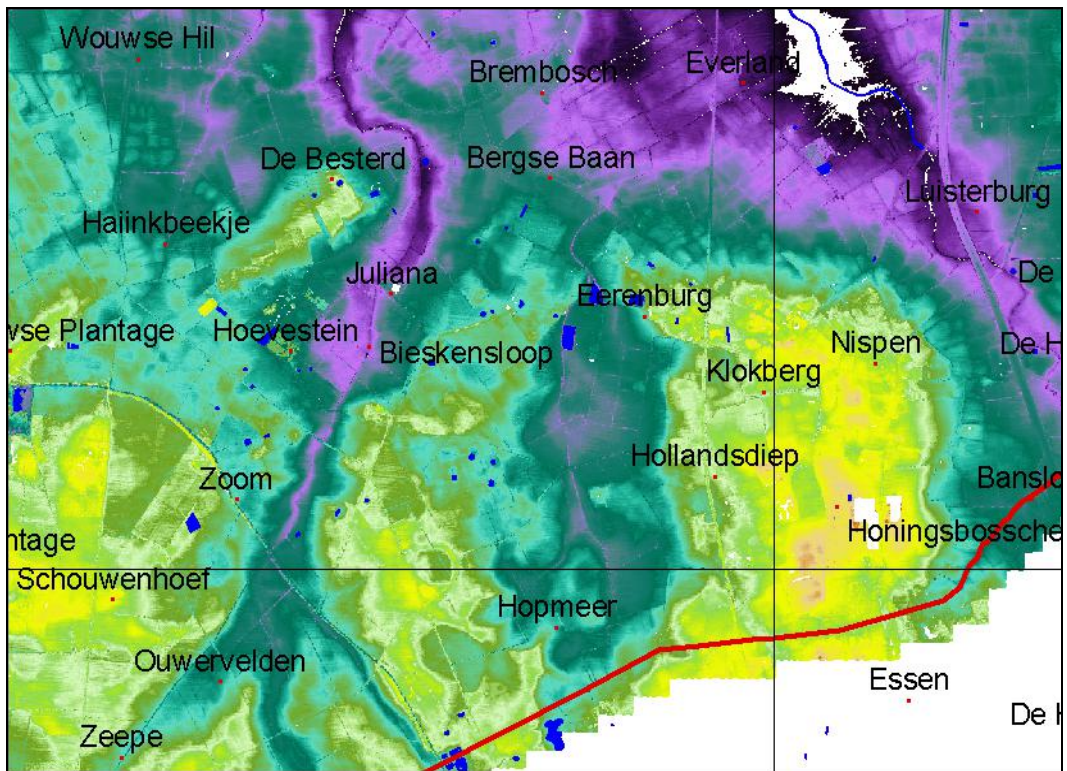 Wouwse Hil
Brembosch
Everland
De Besterd
Bergse Baan
Luisterburg
Haiinkbeekje
Juliana
De
Eerenburg
wse Plantage
Hoevestein
Bieskensloop
Nispen
De H
Klokberg
Hollandsdiep
Zoom
Banslo
Honingsbossche
ntage
Schouwenhoef
Hopmeer
Ouwervelden
Essen
De H
Zeepe